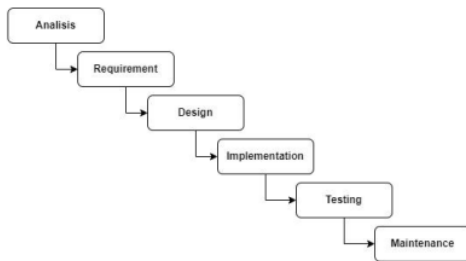 Analisis
Requirement
Design
Implementation
Testing
Maintenance